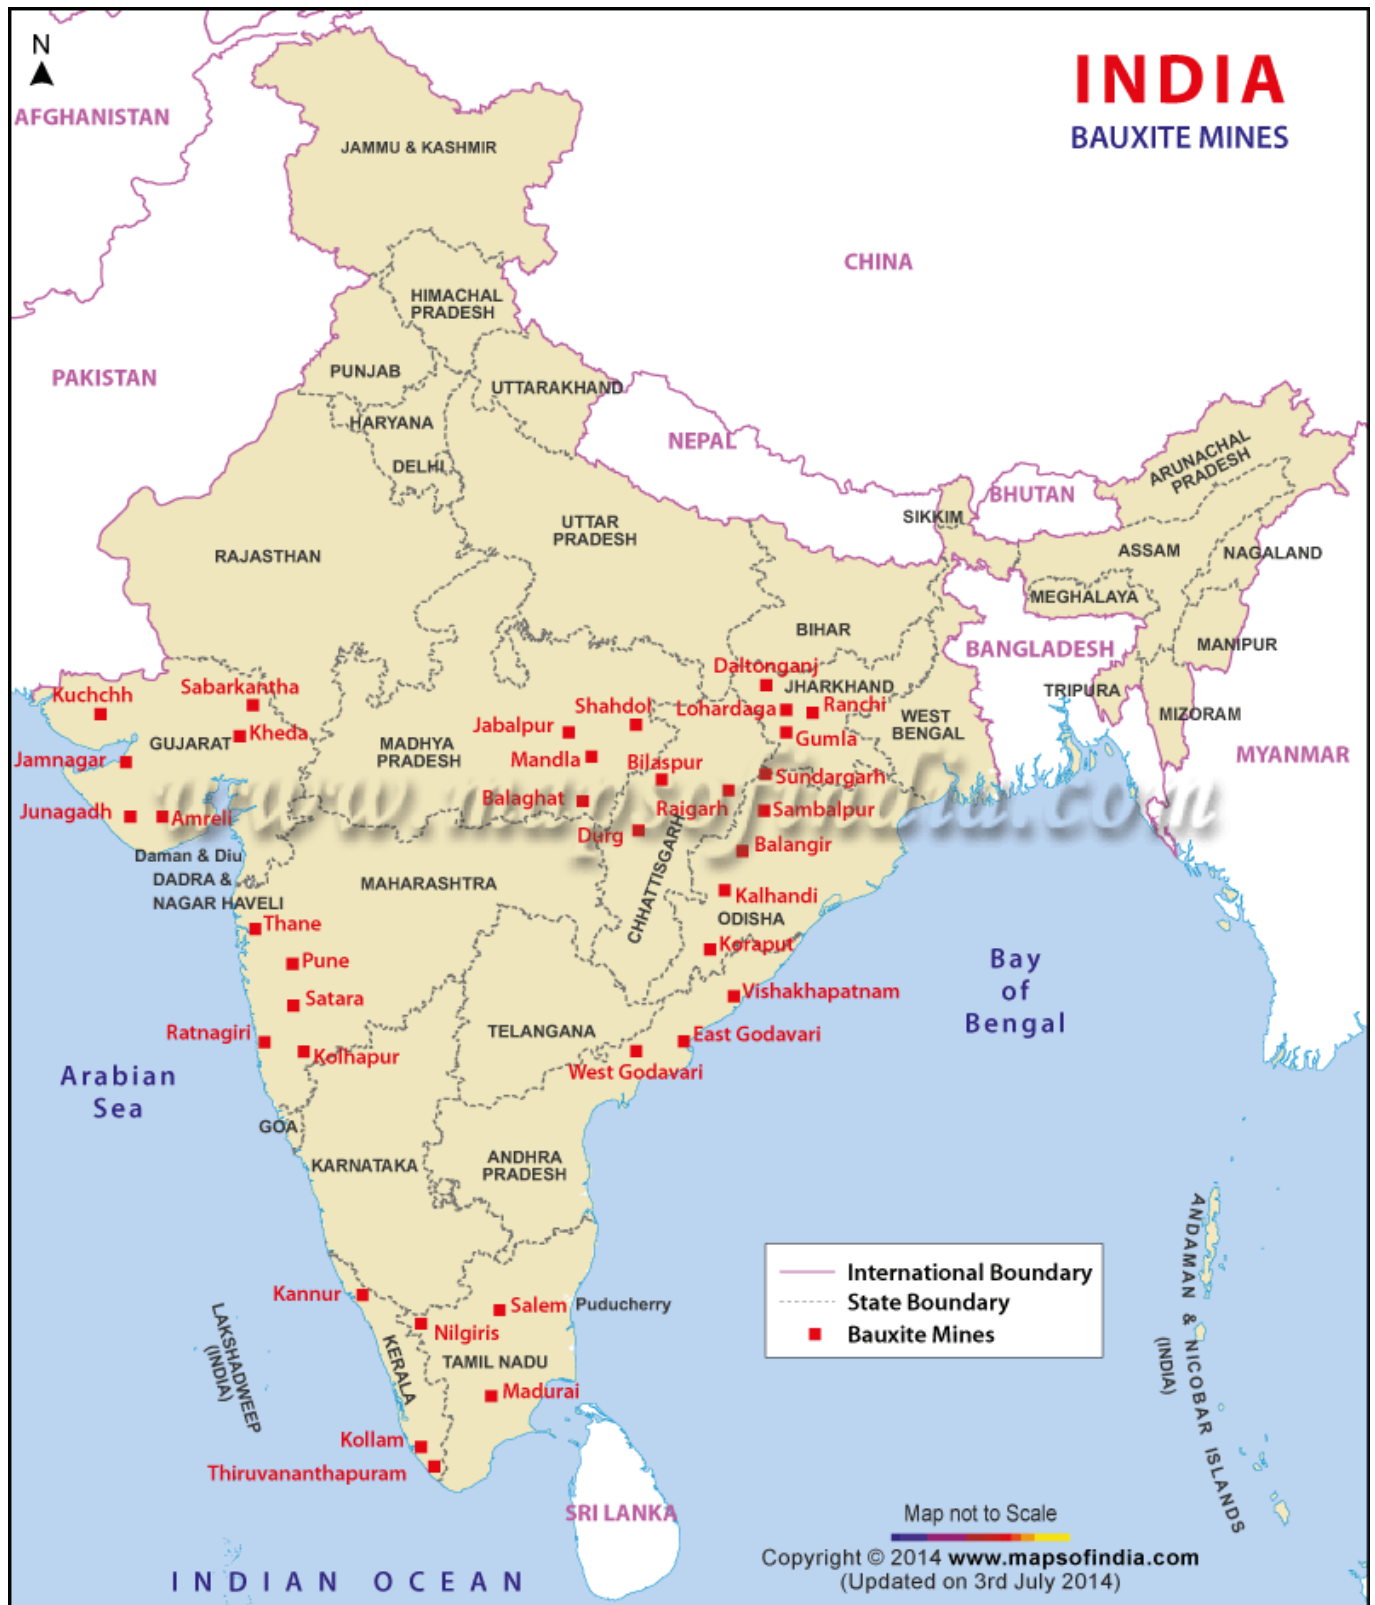 N
INDIA
BAUXITE MINES
AFGHANISTAN
JAMMU & KASHMIR
CHINA
HIMACHAL
PRADESH
PAKISTAN
PUNJAB
UTTARAKHAND
HARYANA
NEPAL
DELHI
ARUNACHAL
PRADESH
BHUTAN
SIKKIM
UTTAR
PRADESH
RAJASTHAN
ASSAM
NAGALAND
MEGHALAYA
BIHAR
BANGLADESH
MANIPUR
Daltonganj
JHARKHAND
TRIPURA
Kuchchh
Sabarkantha
Shahdol
Lohardaga
Ranchi
WEST
BENGAL
MIZORAM
Jabalpur
Kheda
GUJARAT
MADHYA
PRADESH
Gumla
MYANMAR
Jamnagar
Mandla
Bilaspur
Sundargarh
www.mapsofindia.com
Balaghat
Raigarh
Sambalpur
Junagadh
Amreli
Durg
Balangir
Daman & Diu
DADRA &
NAGAR HAVELI
MAHARASHTRA
CHHATTISGARH
Kalhandi
ODISHA
Thane
Koraput
Pune
Bay
of
Bengal
Satara
Vishakhapatnam
Ratnagiri
TELANGANA
East Godavari
Kolhapur
West Godavari
Arabian
Sea
GOA
KARNATAKA
ANDHRA
PRADESH
International Boundary
State Boundary
Bauxite Mines
Kannur
Salem
Puducherry
Nilgiris
LAKSHADWEEP
(INDIA)
KERALA
TAMIL NADU
Madurai
ANDAMAN & NICOBAR ISLANDS
(INDIA)
Kollam
Thiruvananthapuram
SRI LANKA
Map not to Scale
Copyright © 2014 www.mapsofindia.com
(Updated on 3rd July 2014)
INDIAN OCEAN